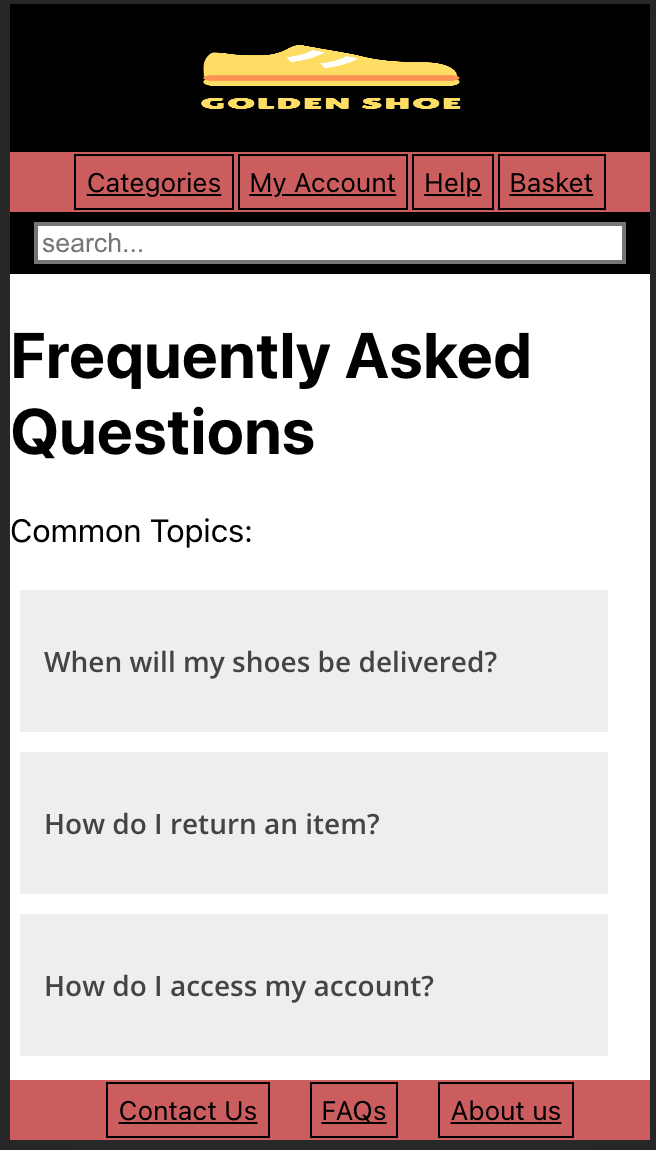 GOLDEN SHOE
Categories My Account Help Basket
search...
Frequently Asked
Questions
Common Topics:
When will my shoes be delivered?
How do I return an item?
How do I access my account?
Contact Us FAQs About us